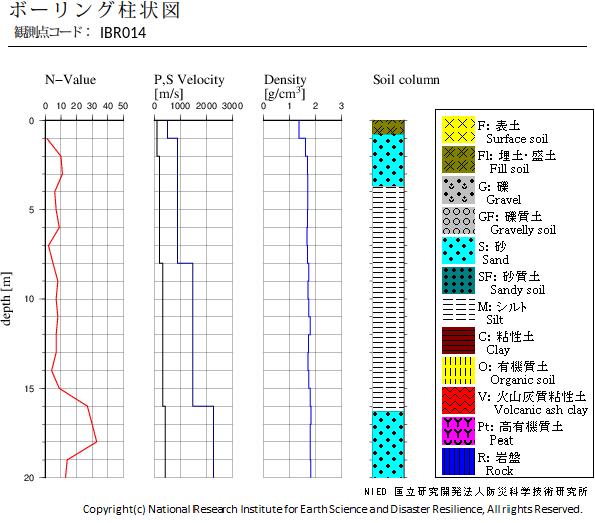 ボーリング柱状図
観測点コード： IBR014
N−Value P,S Velocity Density Soil column
[m/s] [g/cm³]
0 10 20 30 40 50 0 1000 2000 3000 0 1 2 3
0
5
10
15
20
depth [m]
F: 表土
Surface soil
Fl: 埋土・盛土
Fill soil
G: 礫
Gravel
GF: 礫質土
Gravelly soil
S: 砂
Sand
SF: 砂質土
Sandy soil
M: シルト
Silt
C: 粘性土
Clay
O: 有機質土
Organic soil
V: 火山灰質粘性土
Volcanic ash clay
Pt: 高有機質土
Peat
R: 岩盤
Rock
NIED 国立研究開発法人防災科学技術研究所
Copyright(c) National Research Institute for Earth Science and Disaster Resilience, All rights Reserved.